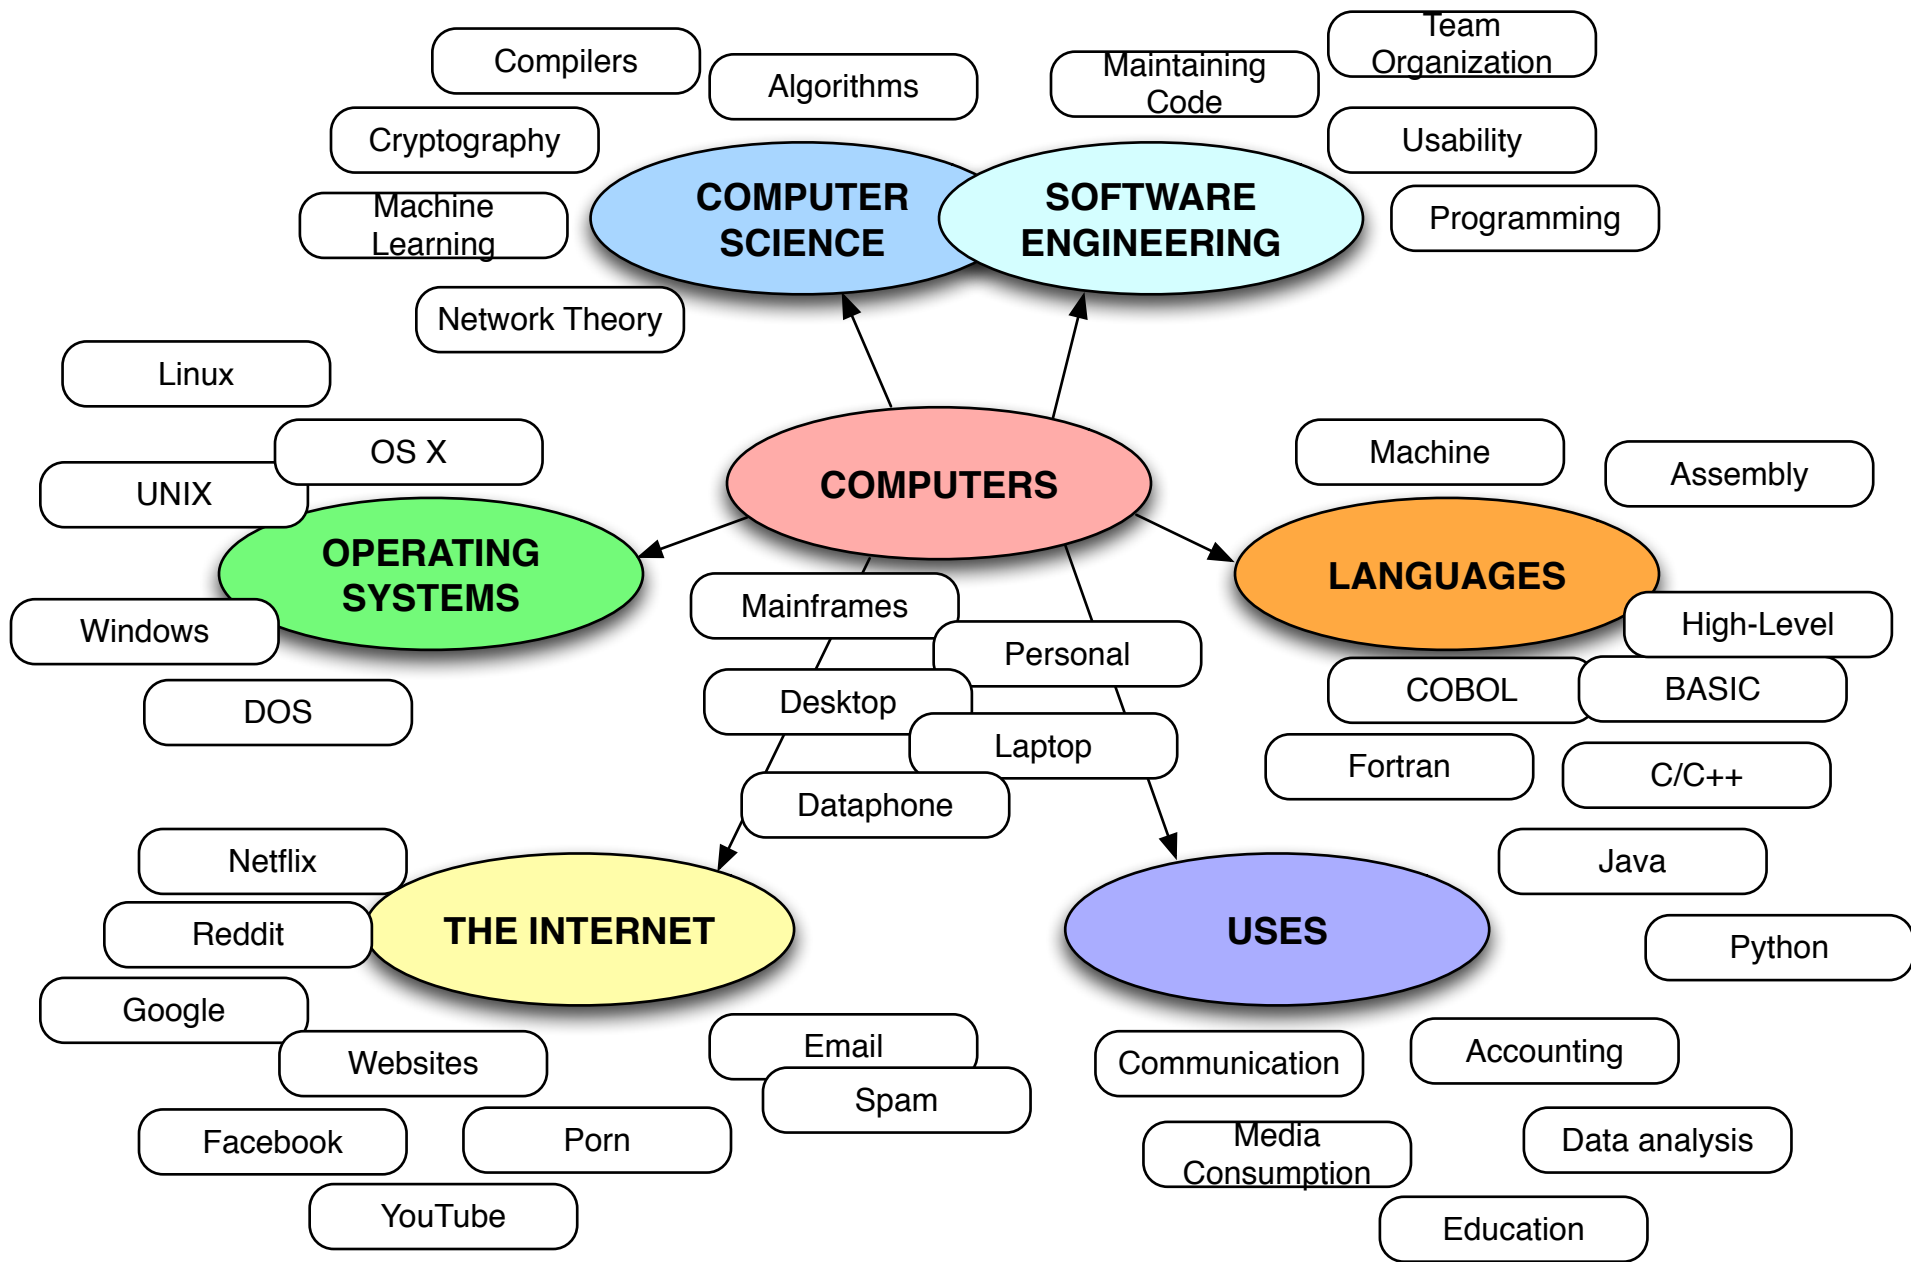 Compilers
Algorithms
Maintaining
Code
Team
Organization
Cryptography
Usability
Machine
Learning
COMPUTER
SCIENCE
SOFTWARE
ENGINEERING
Programming
Network Theory
Linux
OS X
UNIX
COMPUTERS
Machine
Assembly
OPERATING
SYSTEMS
LANGUAGES
Windows
Mainframes
Personal
High-Level
DOS
Desktop
Laptop
COBOL
BASIC
Dataphone
Fortran
C/C++
Netflix
Java
Reddit
THE INTERNET
USES
Python
Google
Websites
Email
Spam
Communication
Accounting
Facebook
Porn
Media
Consumption
Data analysis
YouTube
Education